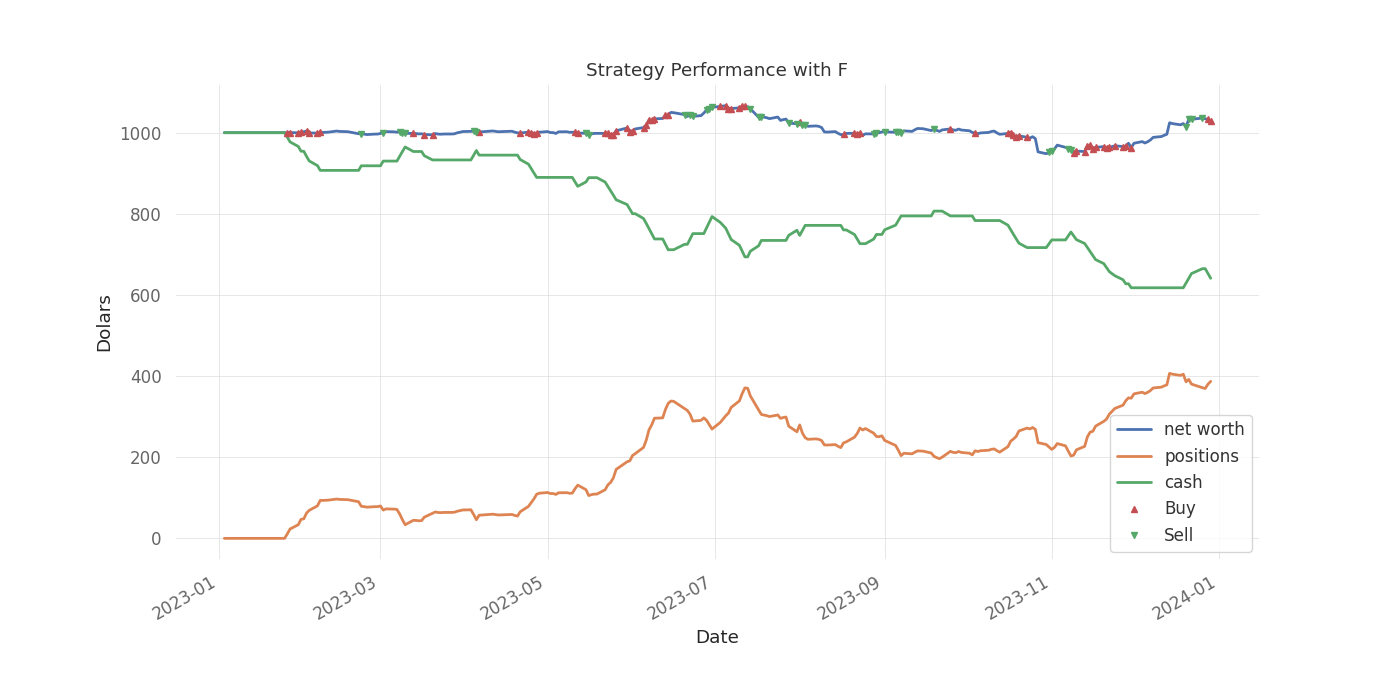 Strategy Performance with F
Dolars
1000
800
600
400
200
0
net worth
positions
cash
Buy
Sell
2023-01
2023-03
2023-05
2023-07
2023-09
2023-11
2024-01
Date